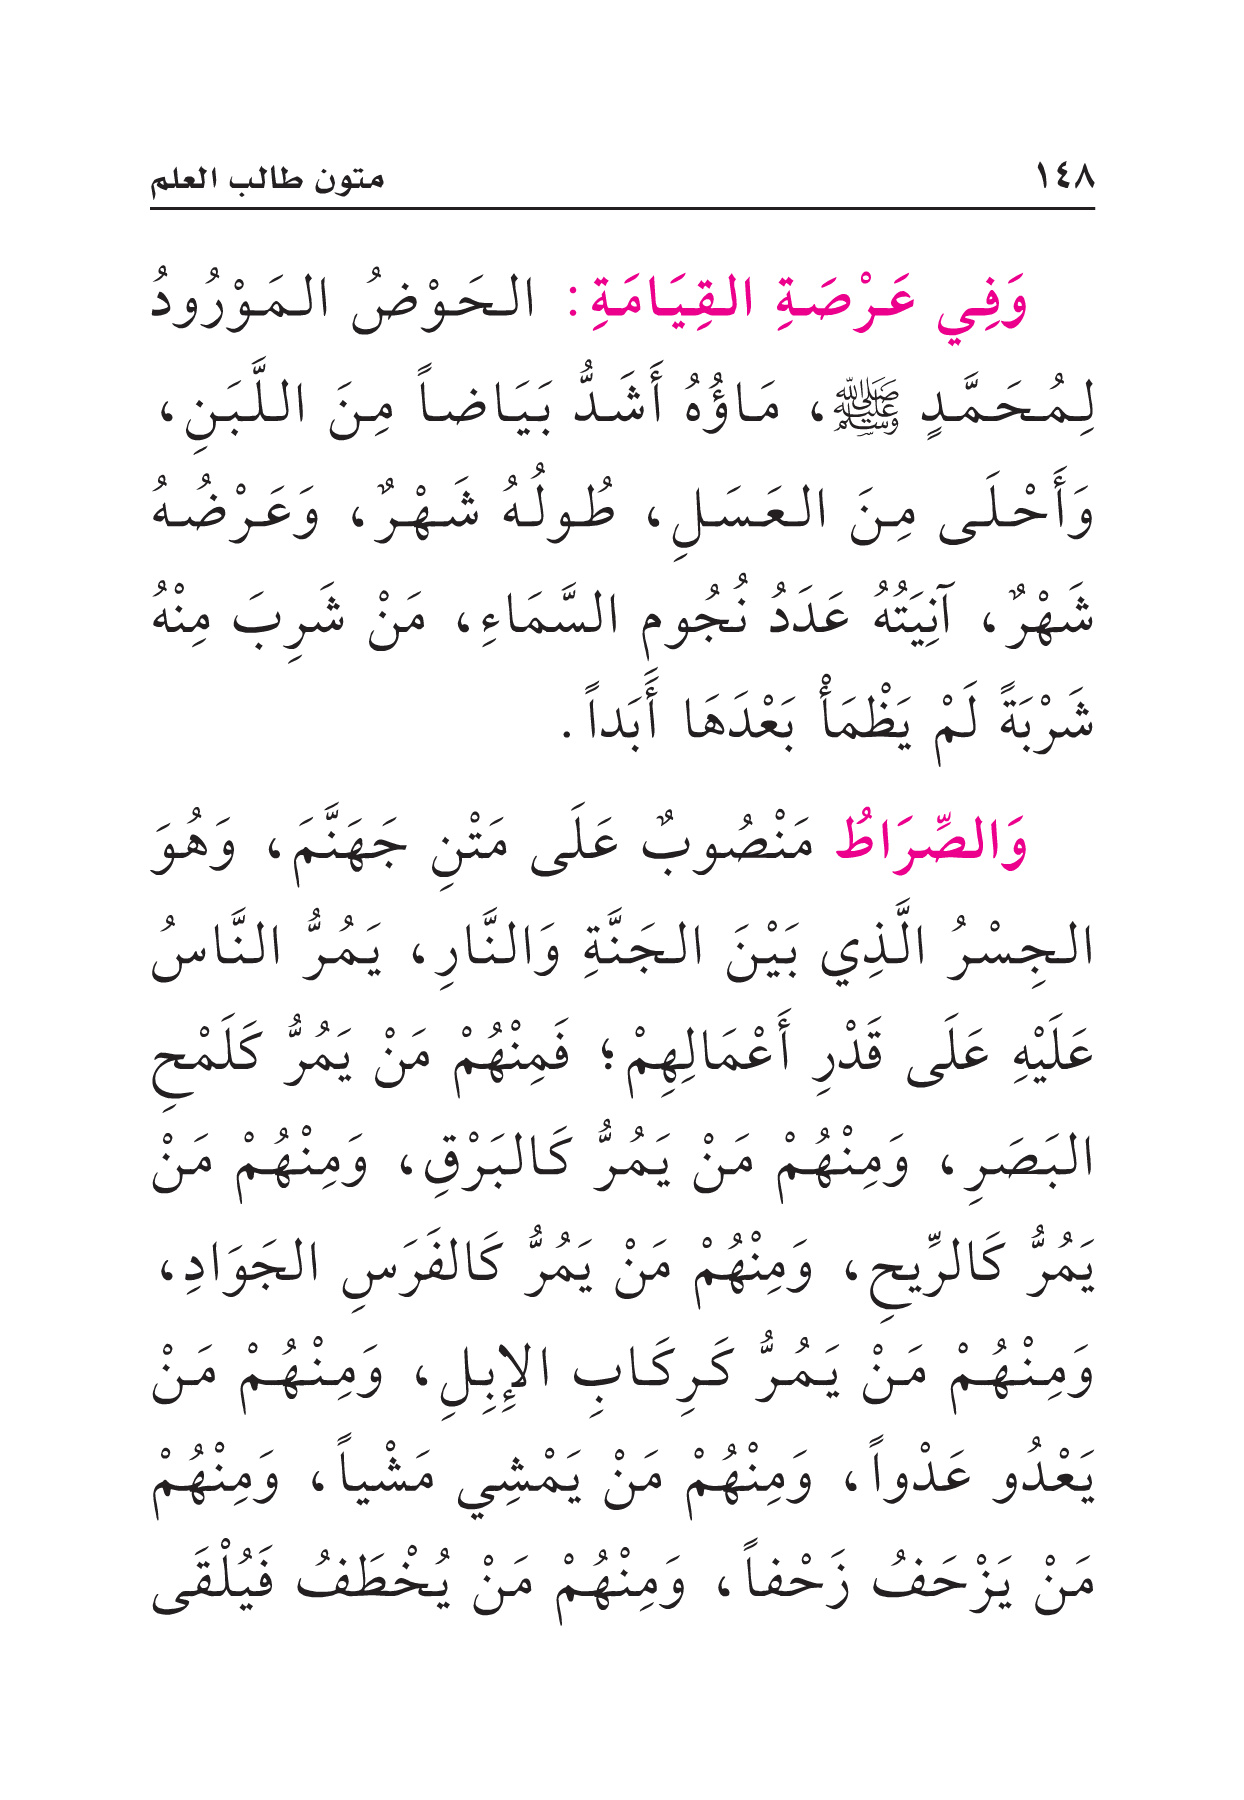 ١٤٨ متون طالب العلم
وَفِي عَرْصَةِ القِيَامَةِ: الحَوْضُ المَوْرُودُ
لِمُحَمَّدٍ ﷺ، مَاؤُهُ أَشَدُّ بَيَاضاً مِنَ اللَّبَنِ،
وَأَحْلَى مِنَ العَسَلِ، طُولُهُ شَهْرٌ، وَعَرْضُهُ
شَهْرٌ، آنِيَتُهُ عَدَدُ نُجُومِ السَّمَاءِ، مَنْ شَرِبَ مِنْهُ
شَرْبَةً لَمْ يَظْمَأْ بَعْدَهَا أَبَداً.
وَالصِّرَاطُ مَنْصُوبٌ عَلَى مَتْنِ جَهَنَّمَ، وَهُوَ
الجِسْرُ الَّذِي بَيْنَ الجَنَّةِ وَالنَّارِ، يَمُرُّ النَّاسُ
عَلَيْهِ عَلَى قَدْرِ أَعْمَالِهِمْ؛ فَمِنْهُمْ مَنْ يَمُرُّ كَلَمْحِ
البَصَرِ، وَمِنْهُمْ مَنْ يَمُرُّ كَالبَرْقِ، وَمِنْهُمْ مَنْ
يَمُرُّ كَالرِّيحِ، وَمِنْهُمْ مَنْ يَمُرُّ كَالفَرَسِ الجَوَادِ،
وَمِنْهُمْ مَنْ يَمُرُّ كَرِكَابِ الإِبِلِ، وَمِنْهُمْ مَنْ
يَعْدُو عَدْواً، وَمِنْهُمْ مَنْ يَمْشِي مَشْياً، وَمِنْهُمْ
مَنْ يَزْحَفُ زَحْفاً، وَمِنْهُمْ مَنْ يُخْطَفُ فَيُلْقَى